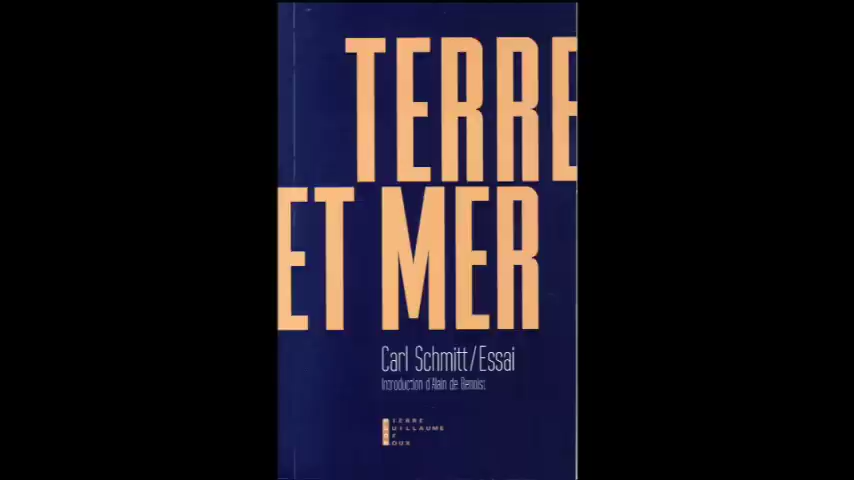 TERRE
ET MER
Carl Schmitt/Essai
Introduction d'Alain de Benoist
PIERRE
GUILLAUME
DE
ROUX